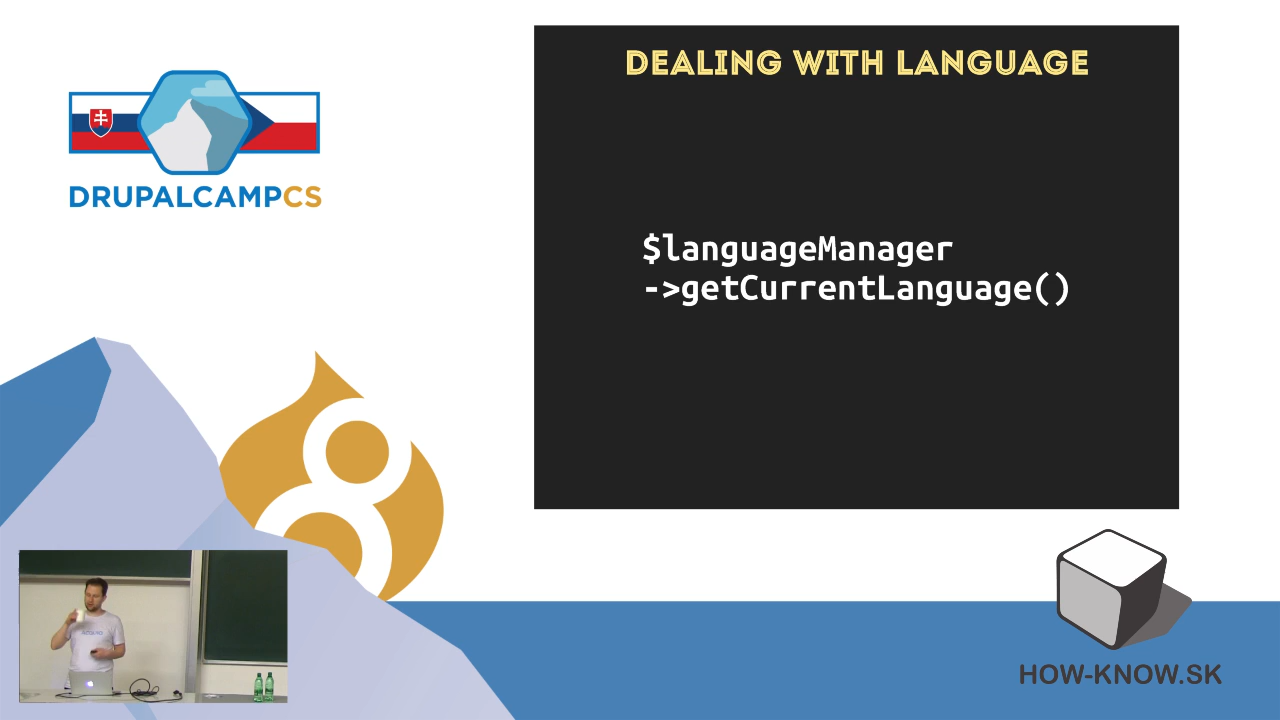 DEALING WITH LANGUAGE
DRUPALCAMPCS
$languageManager
->getCurrentLanguage()
HOW-KNOW.SK